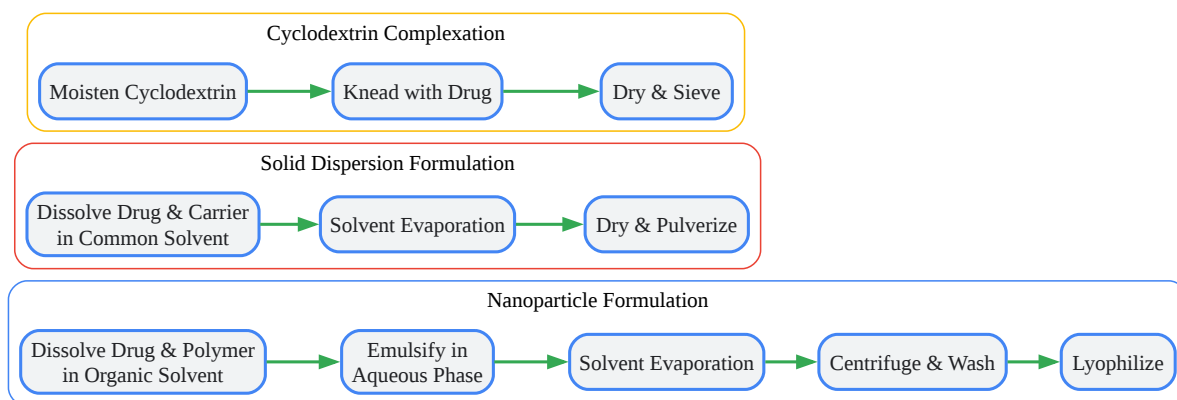 Cyclodextrin Complexation
Moisten Cyclodextrin
Knead with Drug
Dry & Sieve
Solid Dispersion Formulation
Dissolve Drug & Carrier
in Common Solvent
Solvent Evaporation
Dry & Pulverize
Nanoparticle Formulation
Dissolve Drug & Polymer
in Organic Solvent
Emulsify in
Aqueous Phase
Solvent Evaporation
Centrifuge & Wash
Lyophilize